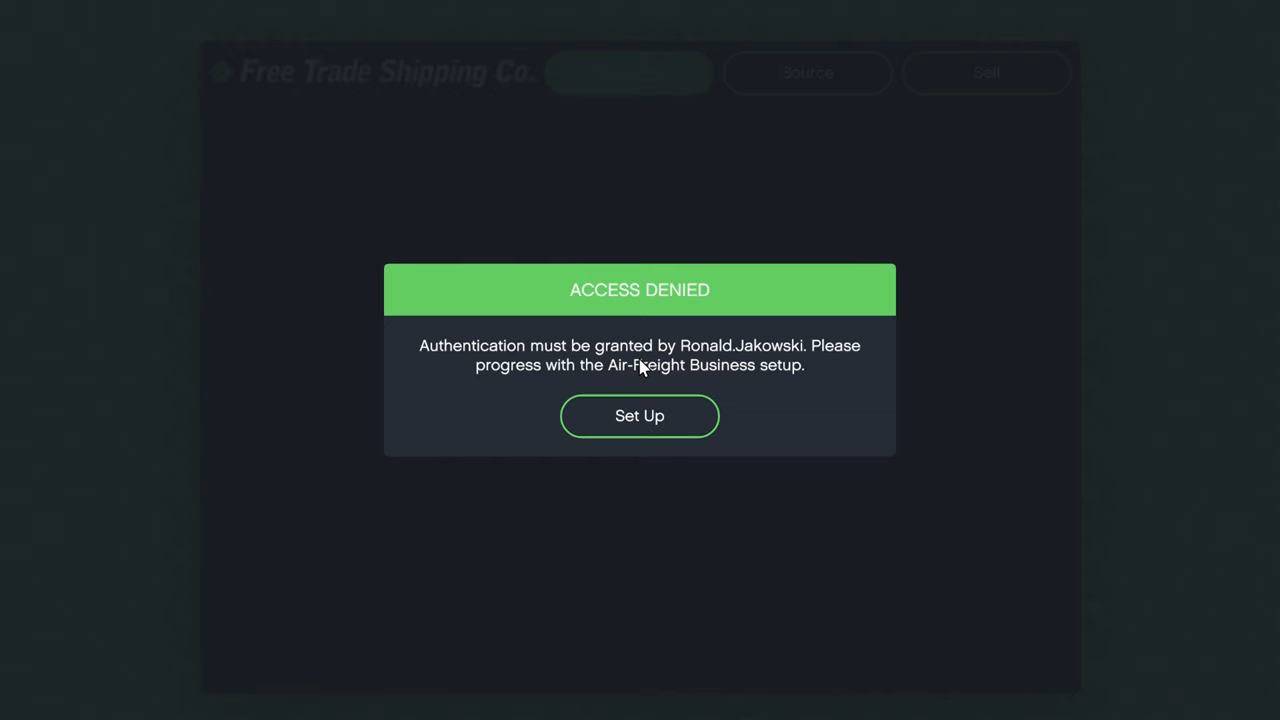 Free Trade Shipping Co.
Source
Sell
ACCESS DENIED
Authentication must be granted by Ronald.Jakowski. Please
progress with the Air-Freight Business setup.
Set Up